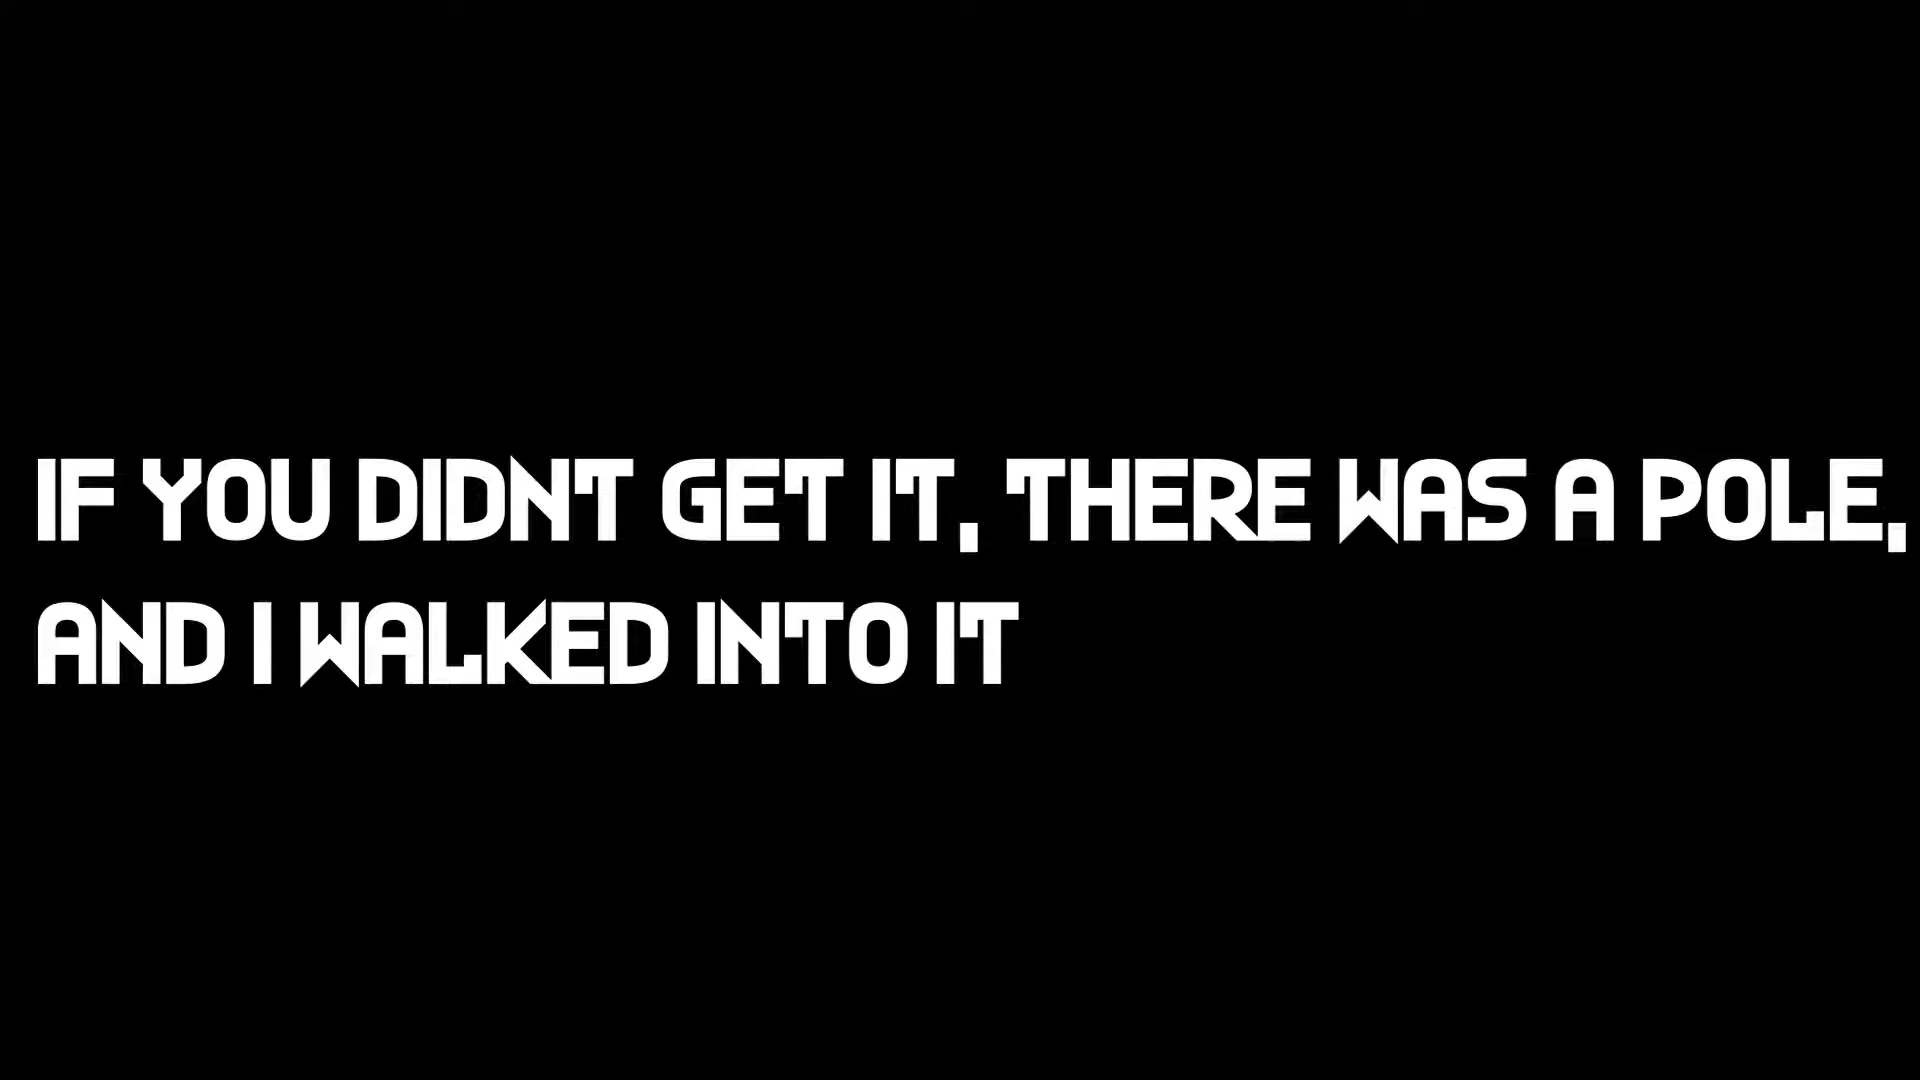 IF YOU DIDNT GET IT, THERE WAS A POLE,
AND I WALKED INTO IT